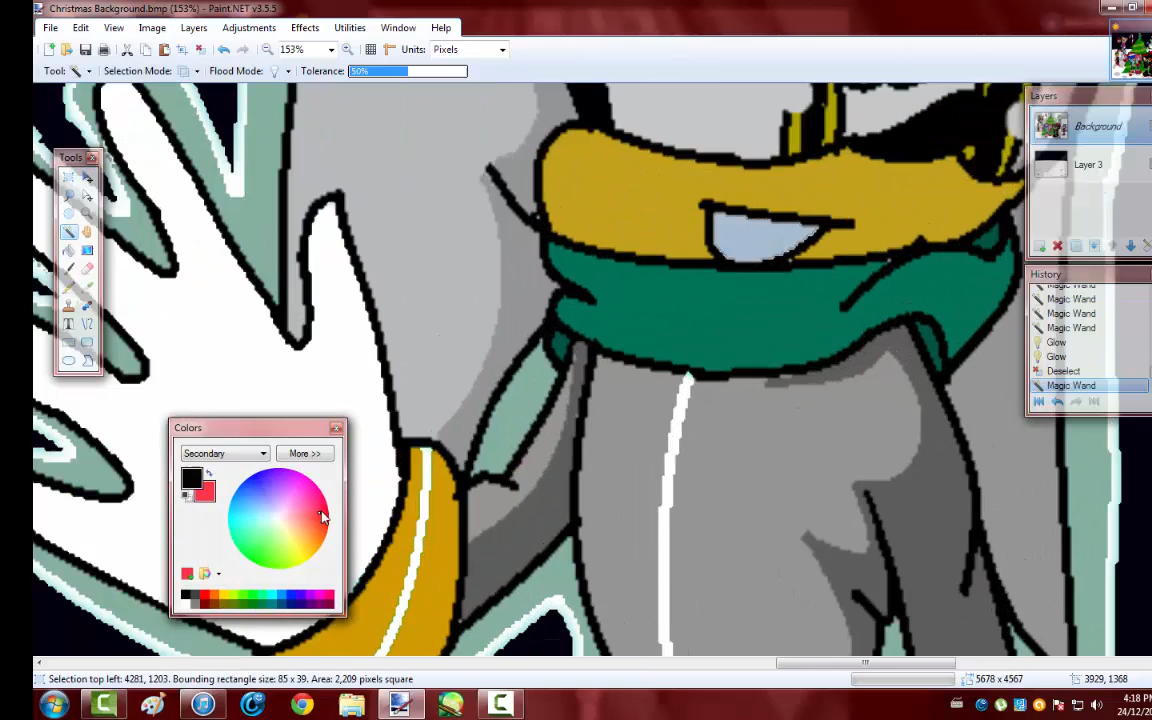 Christmas Background.bmp (153%) - Paint.NET v3.5.5
File Edit View Image Layers Adjustments Effects Utilities Window Help
153% Units: Pixels
Tool: Selection Mode: Flood Mode: Tolerance: 50%
Layers
Background
Layer 3
Tools
History
Magic Wand
Magic Wand
Magic Wand
Magic Wand
Glow
Glow
Deselect
Magic Wand
Colors
Secondary More >>
Selection top left: 4281, 1203. Bounding rectangle size: 85 x 39. Area: 2,209 pixels square 5678 x 4567 3929, 1368
4:18 PM
24/12/20